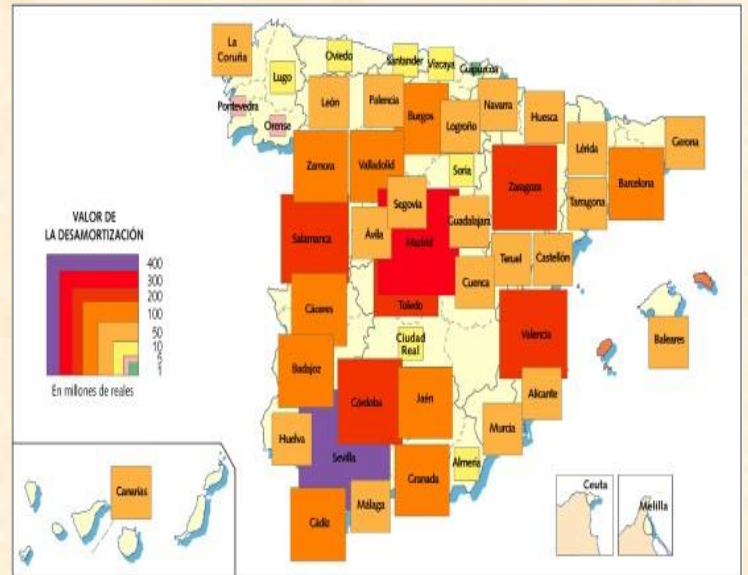 La
Coruña
Lugo
Oviedo
Santander
Vizcaya
Guipúzcoa
Pontevedra
Orense
León
Palencia
Burgos
Logroño
Navarra
Huesca
Lérida
Gerona
Zamora
Valladolid
Soria
Zaragoza
Tarragona
Barcelona
Salamanca
Ávila
Segovia
Madrid
Guadalajara
Teruel
Castellón
Cuenca
Toledo
Cáceres
Ciudad
Real
Valencia
Baleares
Badajoz
Córdoba
Jaén
Alicante
Murcia
Huelva
Sevilla
Almería
Granada
Málaga
Cádiz
Canarias
Ceuta
Melilla
VALOR DE
LA DESAMORTIZACIÓN
400
300
200
100
50
10
5
1
En millones de reales